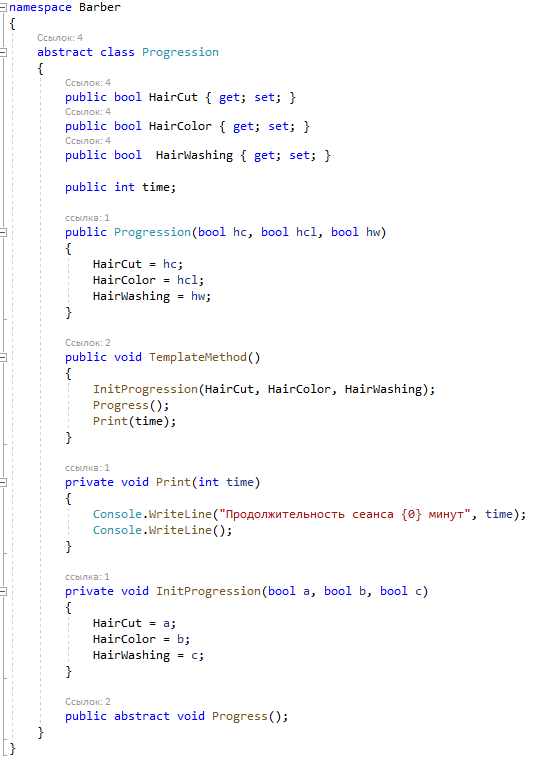 namespace Barber
{
Ссылок: 4
abstract class Progression
{
Ссылок: 4
public bool HairCut { get; set; }
Ссылок: 4
public bool HairColor { get; set; }
Ссылок: 4
public bool  HairWashing { get; set; }
public int time;
ссылка: 1
public Progression(bool hc, bool hcl, bool hw)
{
HairCut = hc;
HairColor = hcl;
HairWashing = hw;
}
Ссылок: 2
public void TemplateMethod()
{
InitProgression(HairCut, HairColor, HairWashing);
Progress();
Print(time);
}
ссылка: 1
private void Print(int time)
{
Console.WriteLine("Продолжительность сеанса {0} минут", time);
Console.WriteLine();
}
ссылка: 1
private void InitProgression(bool a, bool b, bool c)
{
HairCut = a;
HairColor = b;
HairWashing = c;
}
Ссылок: 2
public abstract void Progress();
}
}